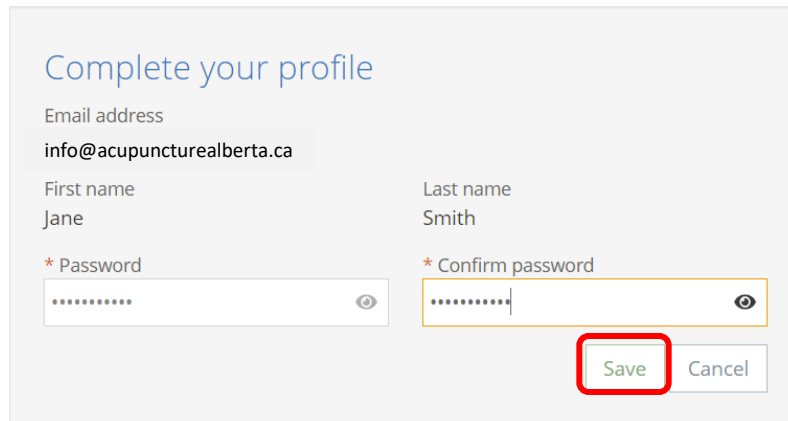 Complete your profile
Email address
info@acupuncturealberta.ca
First name Last name
Jane Smith
* Password * Confirm password
••••••••••• •••••••••••
Save Cancel